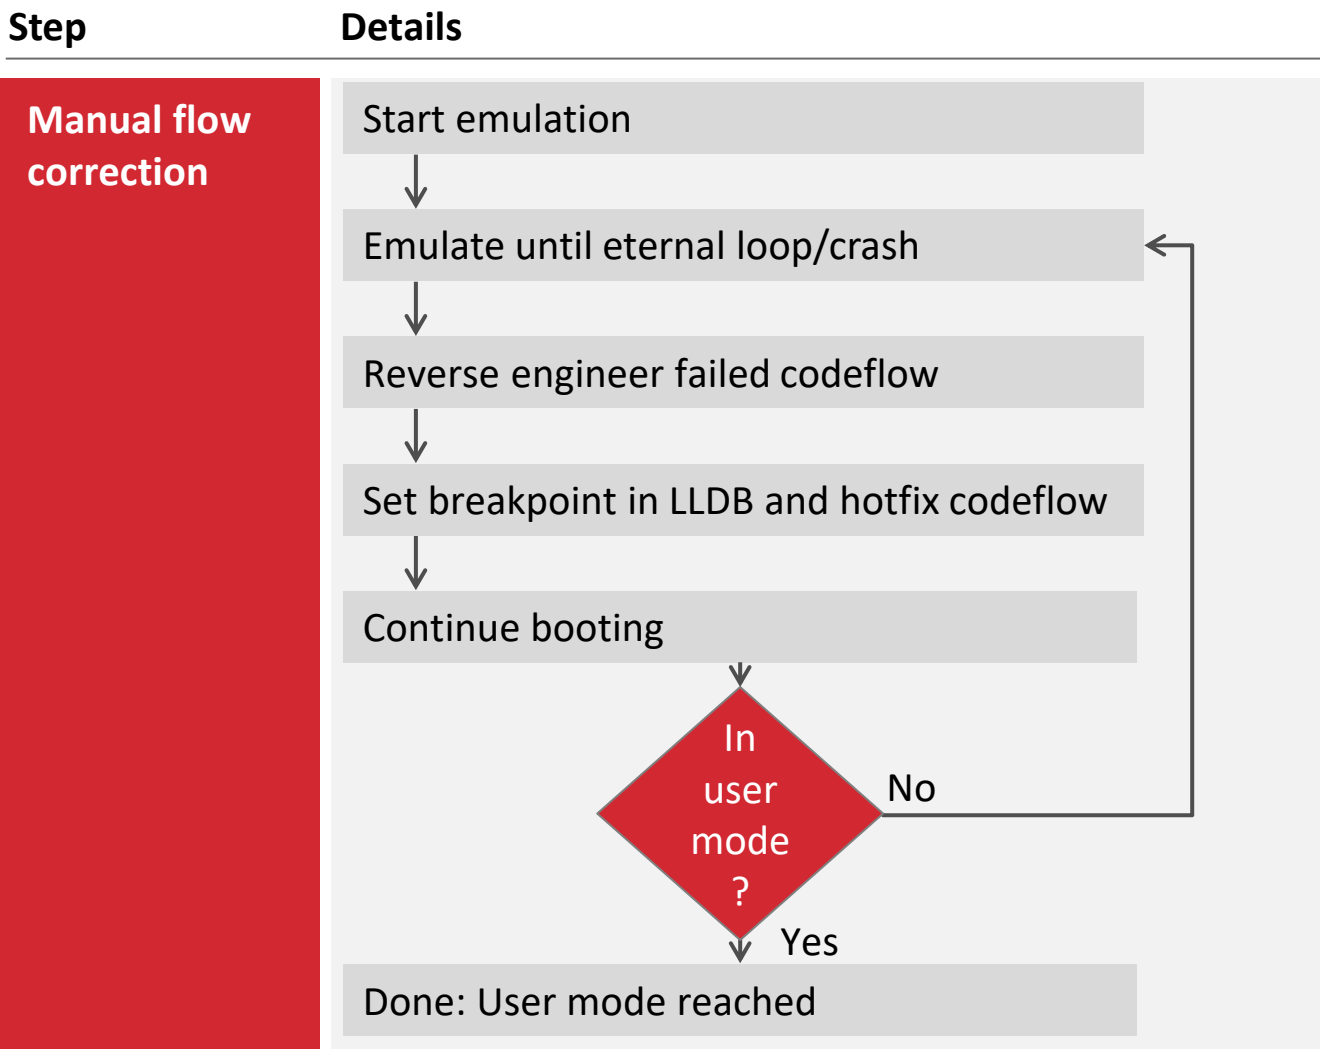 Step
Details
Manual flow
correction
Start emulation
Emulate until eternal loop/crash
Reverse engineer failed codeflow
Set breakpoint in LLDB and hotfix codeflow
Continue booting
In
user
mode
?
No
Yes
Done: User mode reached